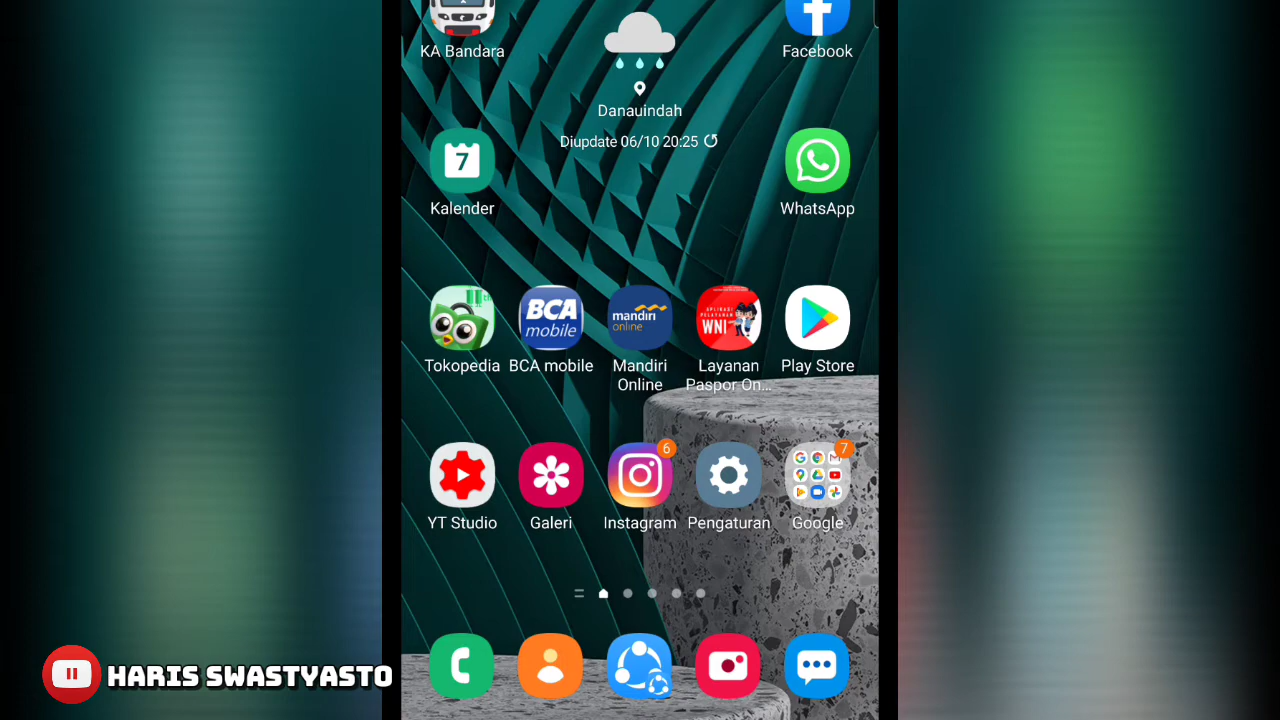 KA Bandara
Facebook
Danauindah
Diupdate 06/10 20:25
7
Kalender
WhatsApp
BCA
mobile
mandiri
online
WNI
Tokopedia
BCA mobile
Mandiri
Online
Layanan
Paspor On...
Play Store
6
7
YT Studio
Galeri
Instagram
Pengaturan
Google
HARIS SWASTYASTO